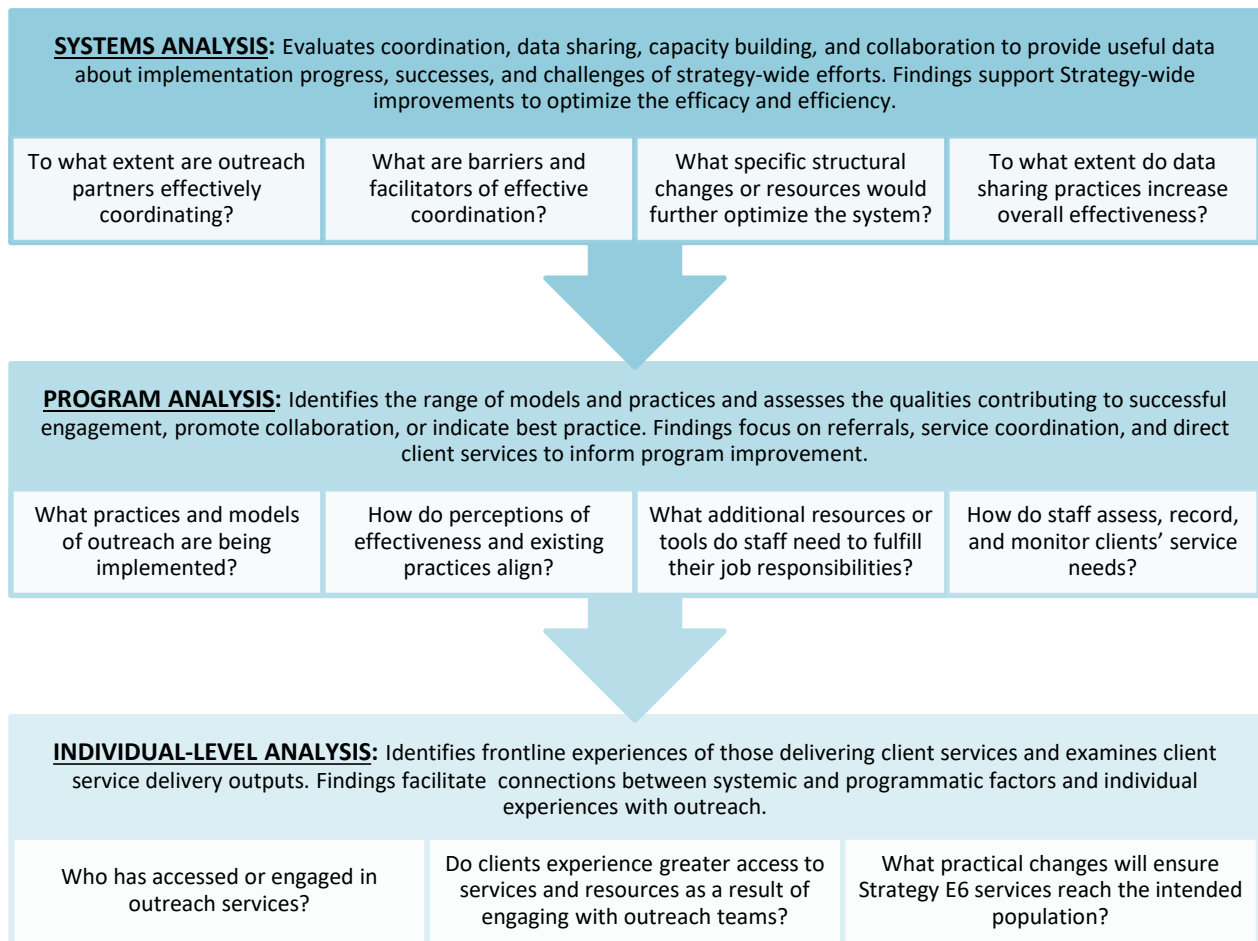 SYSTEMS ANALYSIS: Evaluates coordination, data sharing, capacity building, and collaboration to provide useful data
about implementation progress, successes, and challenges of strategy-wide efforts. Findings support Strategy-wide
improvements to optimize the efficacy and efficiency.
To what extent are outreach
partners effectively
coordinating?
What are barriers and
facilitators of effective
coordination?
What specific structural
changes or resources would
further optimize the system?
To what extent do data
sharing practices increase
overall effectiveness?
PROGRAM ANALYSIS: Identifies the range of models and practices and assesses the qualities contributing to successful
engagement, promote collaboration, or indicate best practice. Findings focus on referrals, service coordination, and direct
client services to inform program improvement.
What practices and models
of outreach are being
implemented?
How do perceptions of
effectiveness and existing
practices align?
What additional resources or
tools do staff need to fulfill
their job responsibilities?
How do staff assess, record,
and monitor clients’ service
needs?
INDIVIDUAL-LEVEL ANALYSIS: Identifies frontline experiences of those delivering client services and examines client
service delivery outputs. Findings facilitate  connections between systemic and programmatic factors and individual
experiences with outreach.
Who has accessed or engaged in
outreach services?
Do clients experience greater access to
services and resources as a result of
engaging with outreach teams?
What practical changes will ensure
Strategy E6 services reach the intended
population?